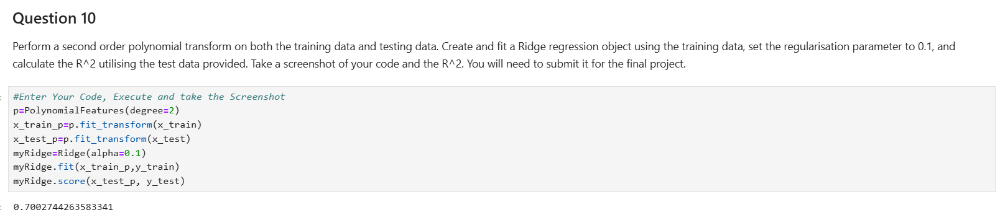 Question 10
Perform a second order polynomial transform on both the training data and testing data. Create and fit a Ridge regression object using the training data, set the regularisation parameter to 0.1, and
calculate the R^2 utilising the test data provided. Take a screenshot of your code and the R^2. You will need to submit it for the final project.
#Enter Your Code, Execute and take the Screenshot
p=PolynomialFeatures(degree=2)
x_train_p=p.fit_transform(x_train)
x_test_p=p.fit_transform(x_test)
myRidge=Ridge(alpha=0.1)
myRidge.fit(x_train_p,y_train)
myRidge.score(x_test_p, y_test)
0.7002744263583341